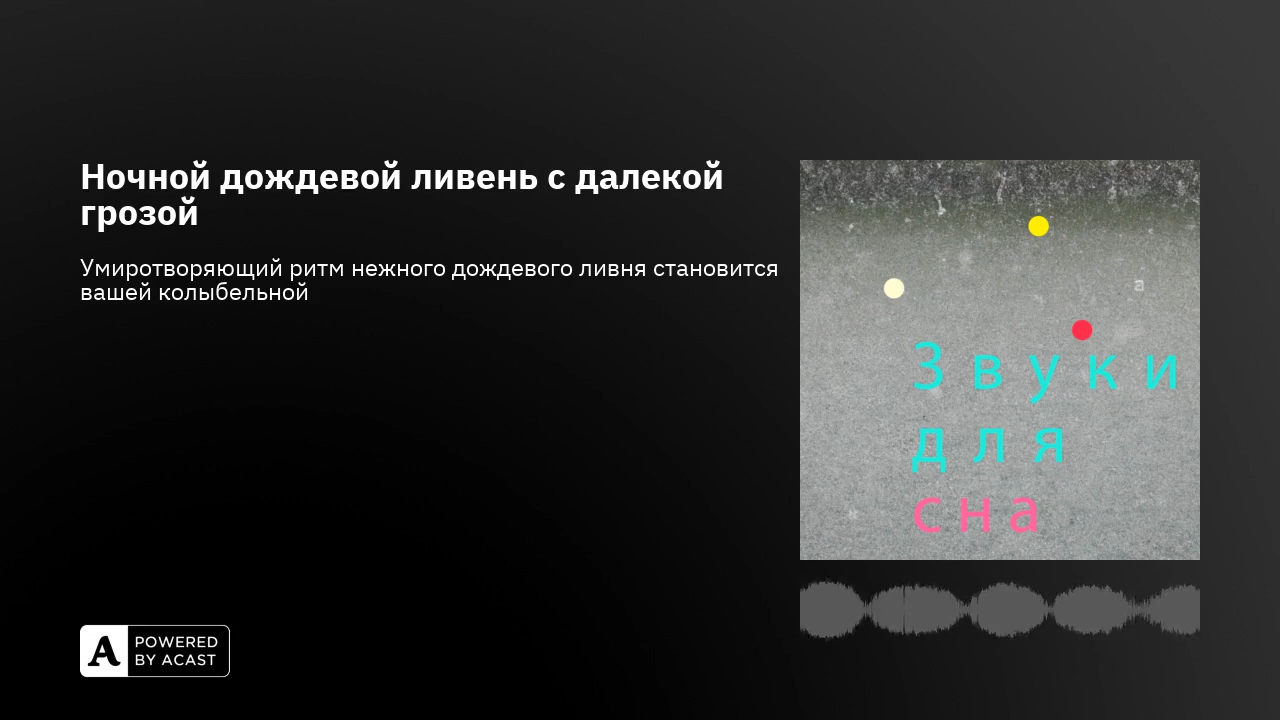 Ночной дождевой ливень с далекой
грозой
Умиротворяющий ритм нежного дождевого ливня становится
вашей колыбельной
a
Звуки
для
сна
A
POWERED
BY ACAST